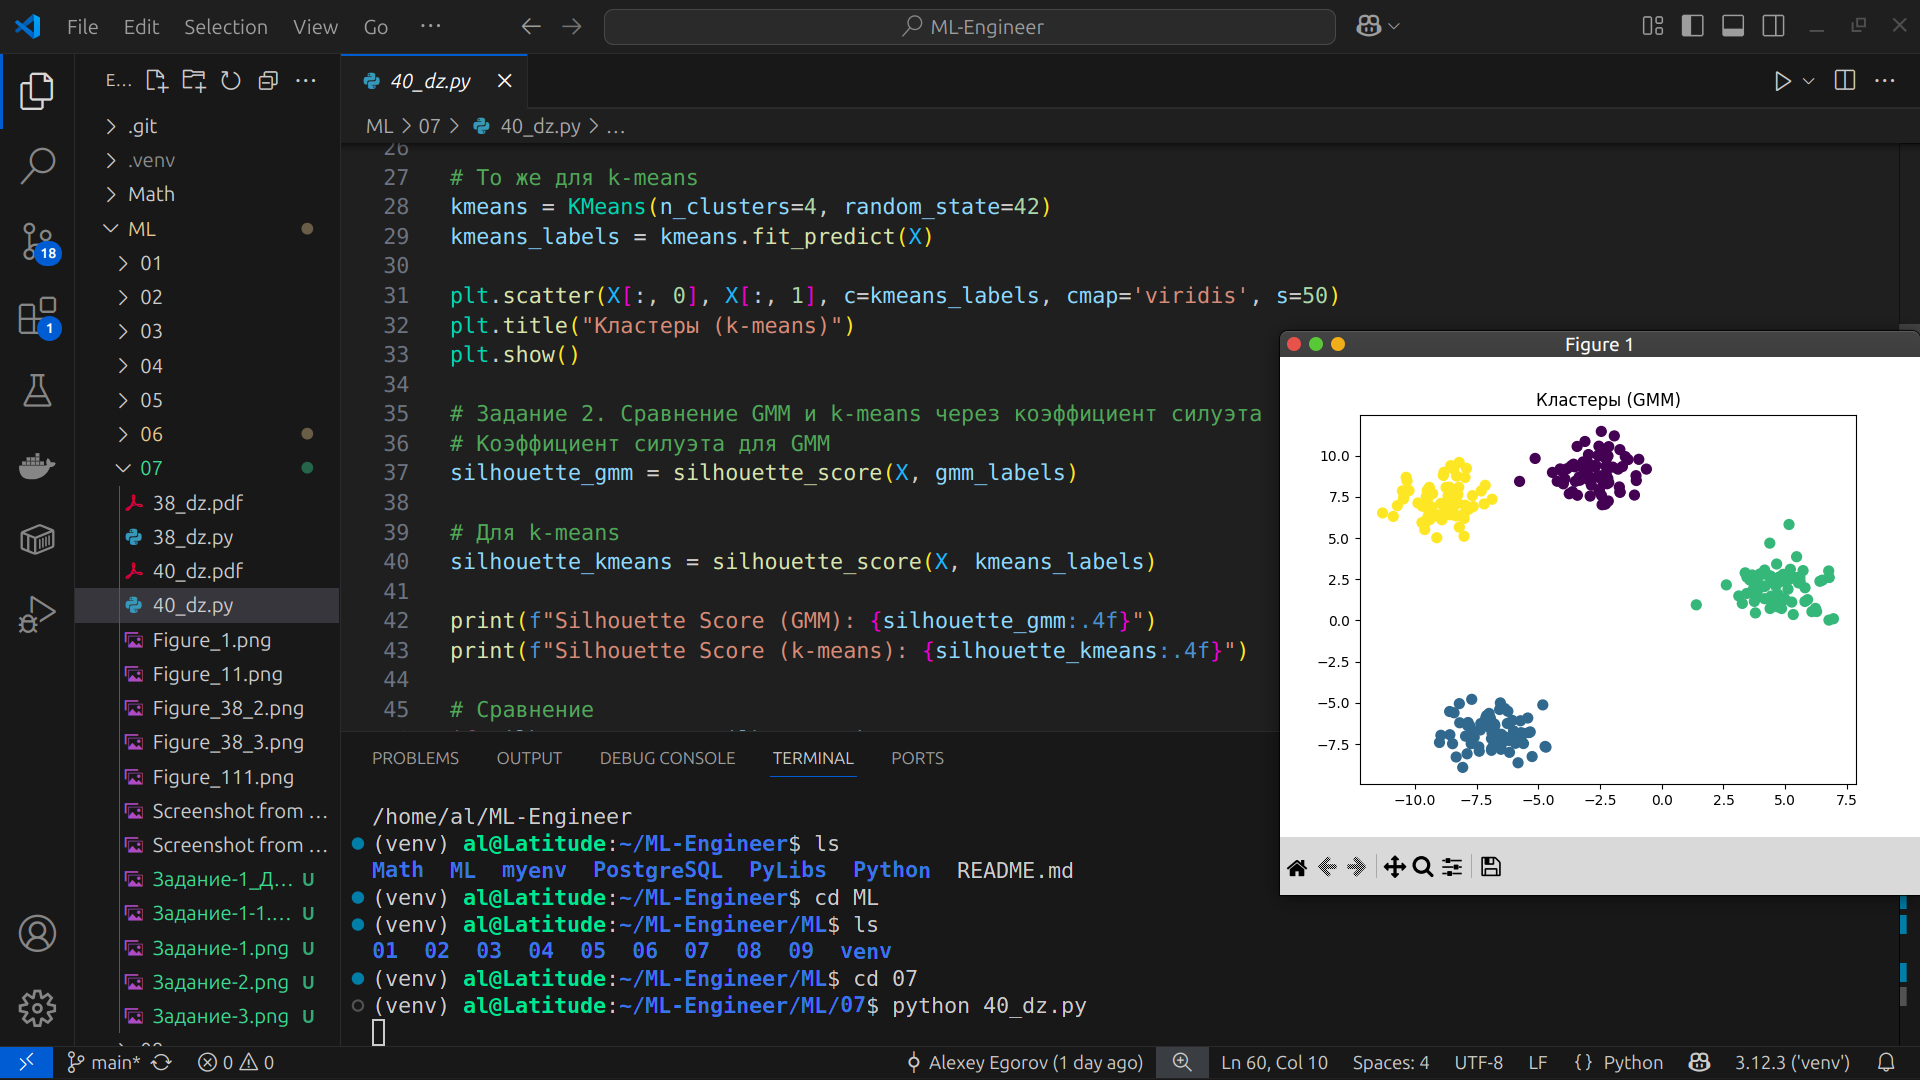 File Edit Selection View Go ···
ML-Engineer
E...
.git
.venv
Math
ML
01
02
03
04
05
06
07
38_dz.pdf
38_dz.py
40_dz.pdf
40_dz.py
Figure_1.png
Figure_11.png
Figure_38_2.png
Figure_38_3.png
Figure_111.png
Screenshot from ...
Screenshot from ...
Задание-1_Д... U
Задание-1-1.... U
Задание-1.png U
Задание-2.png U
Задание-3.png U
18
1
40_dz.py
ML > 07 > 40_dz.py > ...
26
27 # То же для k-means
28 kmeans = KMeans(n_clusters=4, random_state=42)
29 kmeans_labels = kmeans.fit_predict(X)
30
31 plt.scatter(X[:, 0], X[:, 1], c=kmeans_labels, cmap='viridis', s=50)
32 plt.title("Кластеры (k-means)")
33 plt.show()
34
35 # Задание 2. Сравнение GMM и k-means через коэффициент силуэта
36 # Коэффициент силуэта для GMM
37 silhouette_gmm = silhouette_score(X, gmm_labels)
38
39 # Для k-means
40 silhouette_kmeans = silhouette_score(X, kmeans_labels)
41
42 print(f"Silhouette Score (GMM): {silhouette_gmm:.4f}")
43 print(f"Silhouette Score (k-means): {silhouette_kmeans:.4f}")
44
45 # Сравнение
Figure 1
Кластеры (GMM)
10.0
7.5
5.0
2.5
0.0
−2.5
−5.0
−7.5
−10.0 −7.5 −5.0 −2.5 0.0 2.5 5.0 7.5
PROBLEMS OUTPUT DEBUG CONSOLE TERMINAL PORTS
/home/al/ML-Engineer
(venv) al@Latitude:~/ML-Engineer$ ls
Math ML myenv PostgreSQL PyLibs Python README.md
(venv) al@Latitude:~/ML-Engineer$ cd ML
(venv) al@Latitude:~/ML-Engineer/ML$ ls
01 02 03 04 05 06 07 08 09 venv
(venv) al@Latitude:~/ML-Engineer/ML$ cd 07
(venv) al@Latitude:~/ML-Engineer/ML/07$ python 40_dz.py
main* 0 0 Alexey Egorov (1 day ago) Ln 60, Col 10 Spaces: 4 UTF-8 LF {} Python 3.12.3 ('venv')